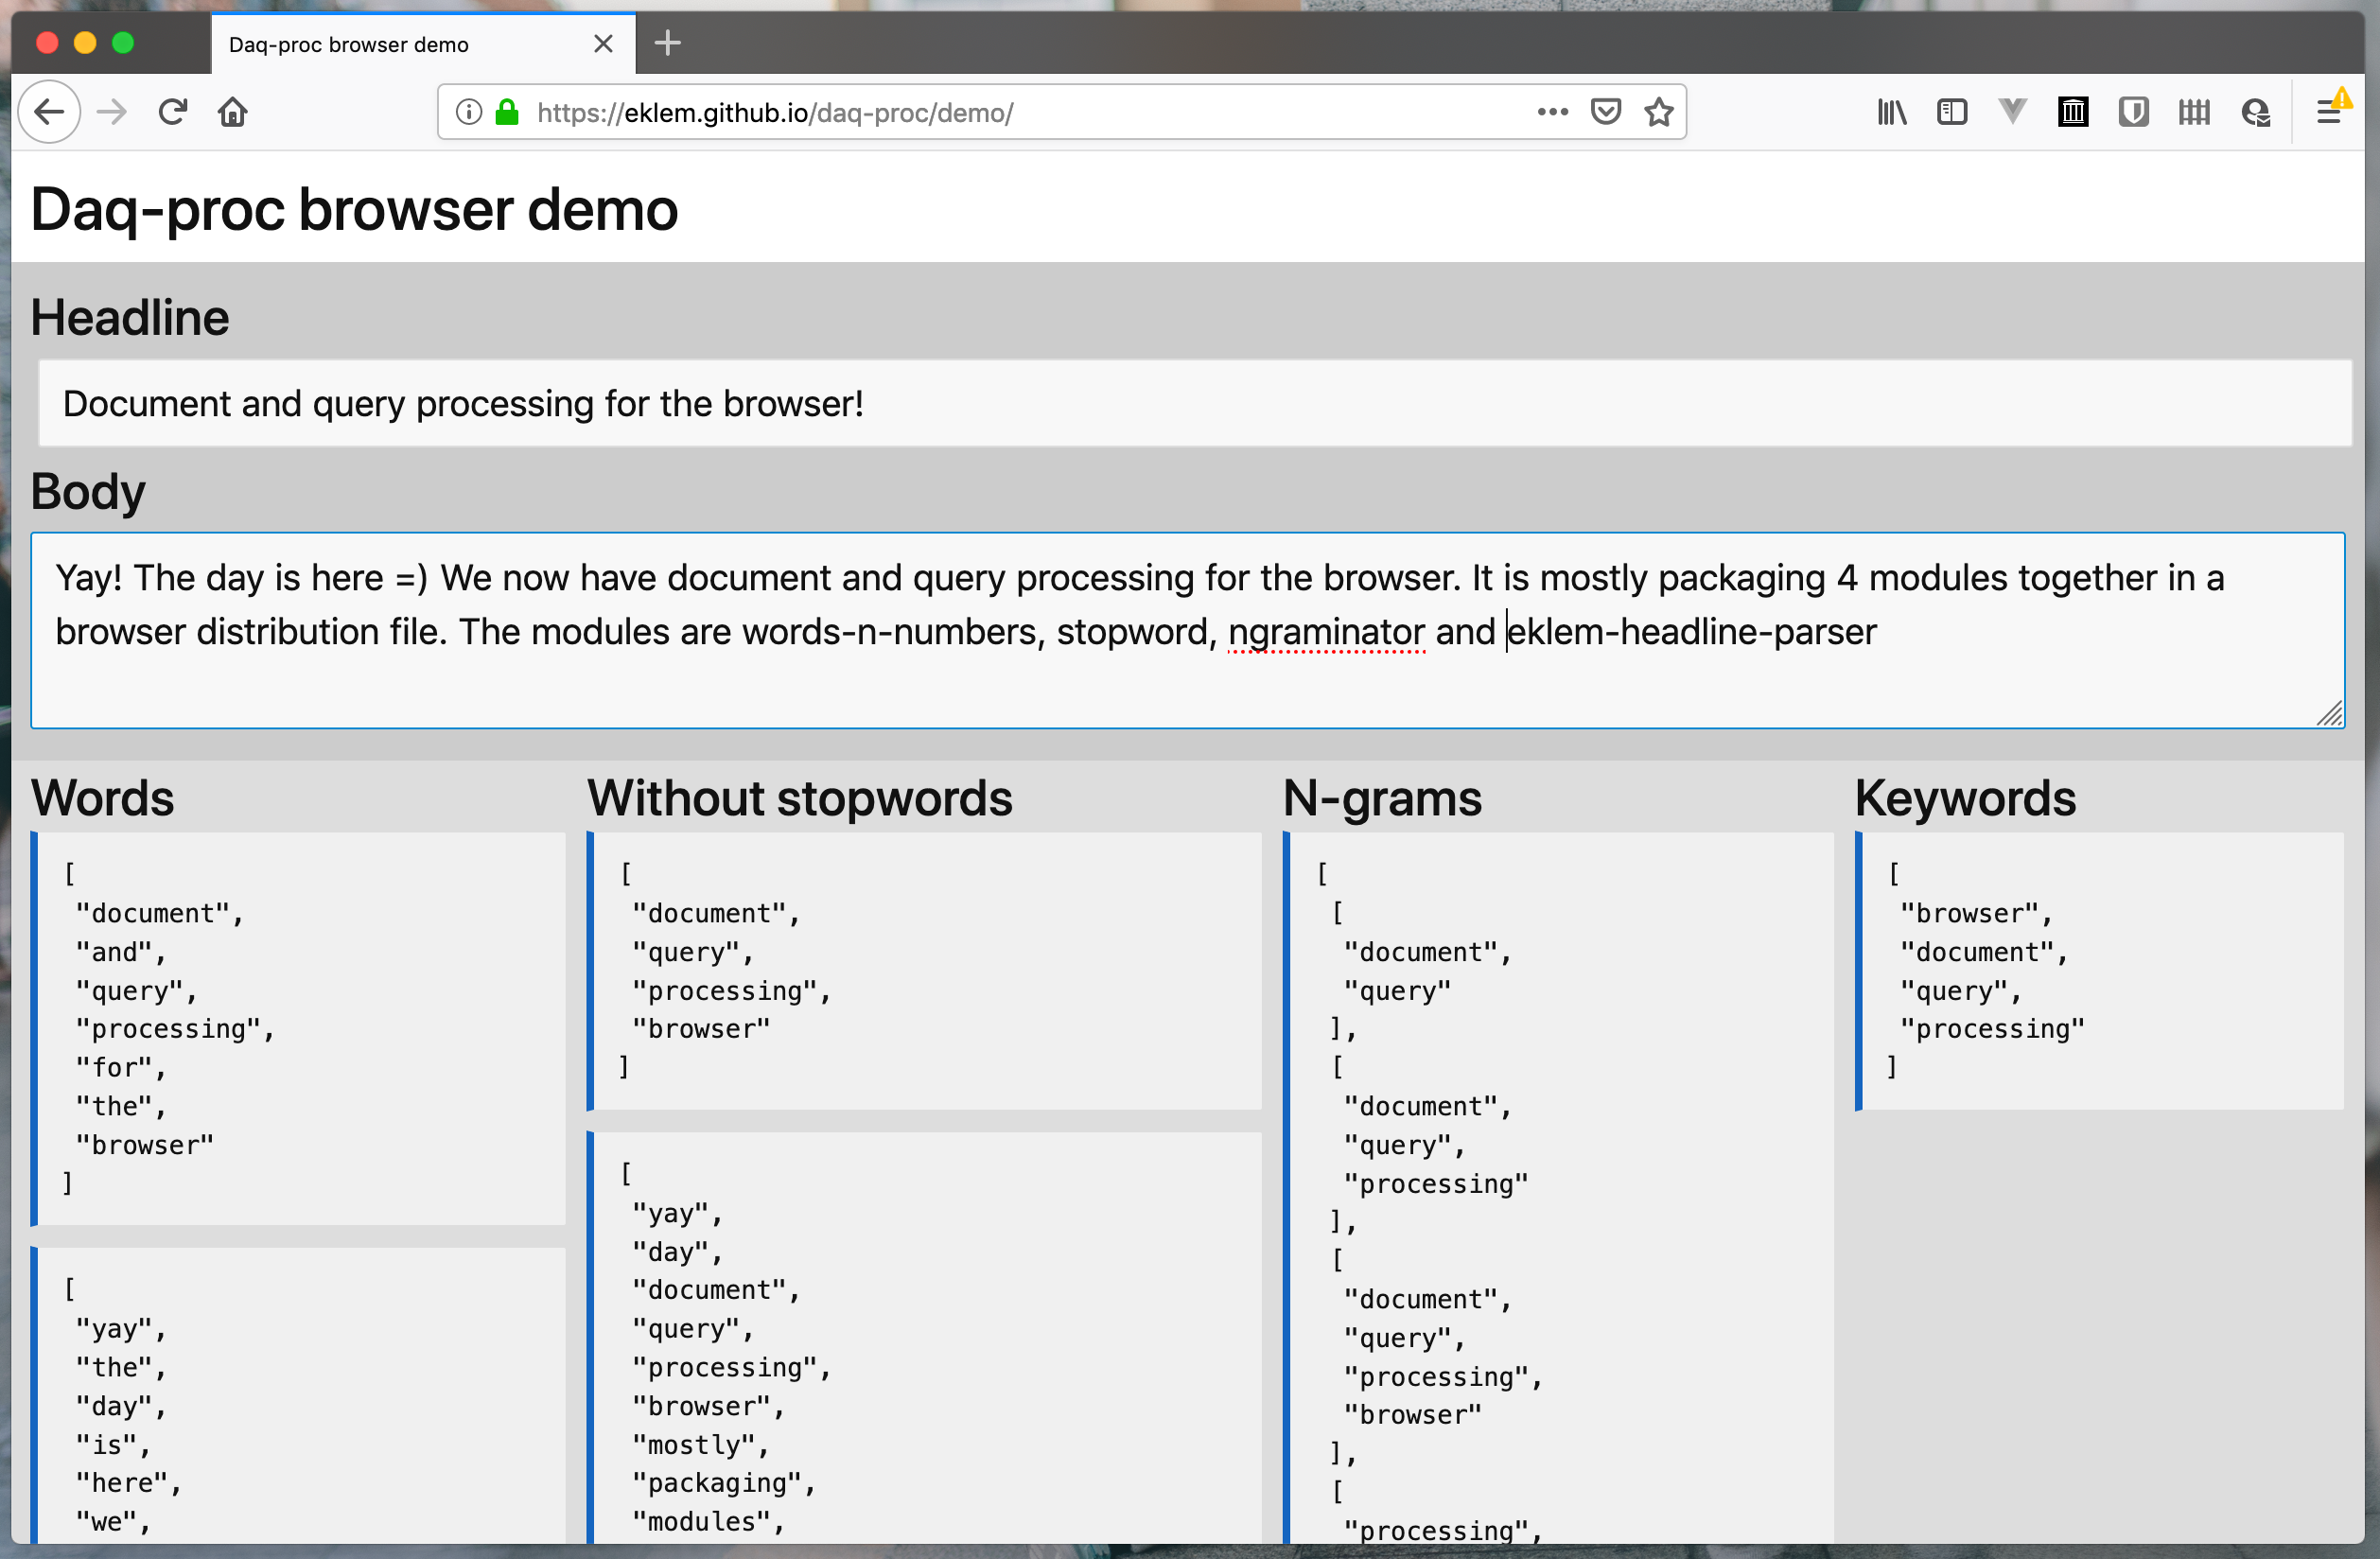 Daq-proc browser demo
https://eklem.github.io/daq-proc/demo/
Daq-proc browser demo
Headline
Document and query processing for the browser!
Body
Yay! The day is here =) We now have document and query processing for the browser. It is mostly packaging 4 modules together in a
browser distribution file. The modules are words-n-numbers, stopword, ngraminator and eklem-headline-parser
Words
[
"document",
"and",
"query",
"processing",
"for",
"the",
"browser"
]
[
"yay",
"the",
"day",
"is",
"here",
"we",
Without stopwords
[
"document",
"query",
"processing",
"browser"
]
[
"yay",
"day",
"document",
"query",
"processing",
"browser",
"mostly",
"packaging",
"modules",
N-grams
[
[
"document",
"query"
],
[
"document",
"query",
"processing"
],
[
"document",
"query",
"processing",
"browser"
],
[
"processing",
Keywords
[
"browser",
"document",
"query",
"processing"
]